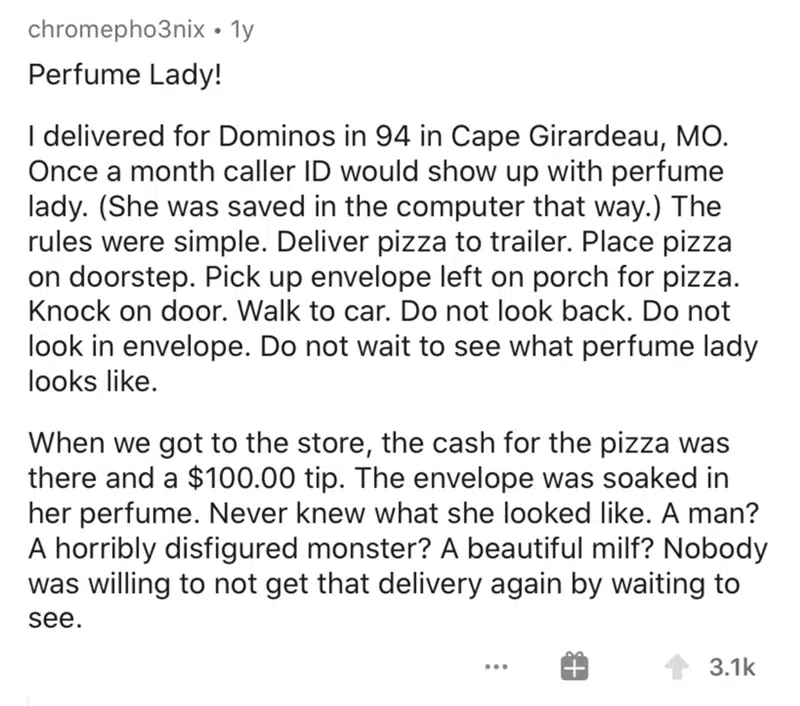 chromepho3nix • 1y
Perfume Lady!
I delivered for Dominos in 94 in Cape Girardeau, MO.
Once a month caller ID would show up with perfume
lady. (She was saved in the computer that way.) The
rules were simple. Deliver pizza to trailer. Place pizza
on doorstep. Pick up envelope left on porch for pizza.
Knock on door. Walk to car. Do not look back. Do not
look in envelope. Do not wait to see what perfume lady
looks like.
When we got to the store, the cash for the pizza was
there and a $100.00 tip. The envelope was soaked in
her perfume. Never knew what she looked like. A man?
A horribly disfigured monster? A beautiful milf? Nobody
was willing to not get that delivery again by waiting to
see.
... 3.1k